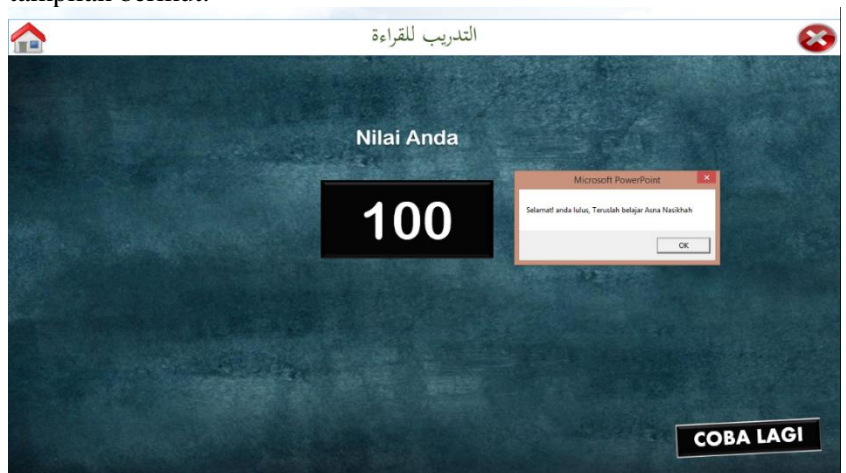 tampilan berikut.
التدريب للقراءة
Nilai Anda
100
Microsoft PowerPoint
Selamat! anda lulus, Teruslah belajar Asna Nasikhah
OK
COBA LAGI